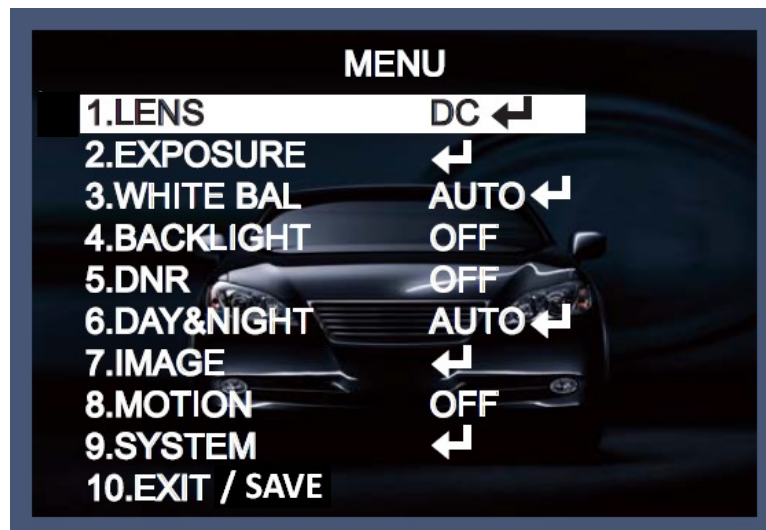 MENU
1.LENS DC ↵
2.EXPOSURE ↵
3.WHITE BAL AUTO ↵
4.BACKLIGHT OFF
5.DNR OFF
6.DAY&NIGHT AUTO ↵
7.IMAGE ↵
8.MOTION OFF
9.SYSTEM ↵
10.EXIT / SAVE